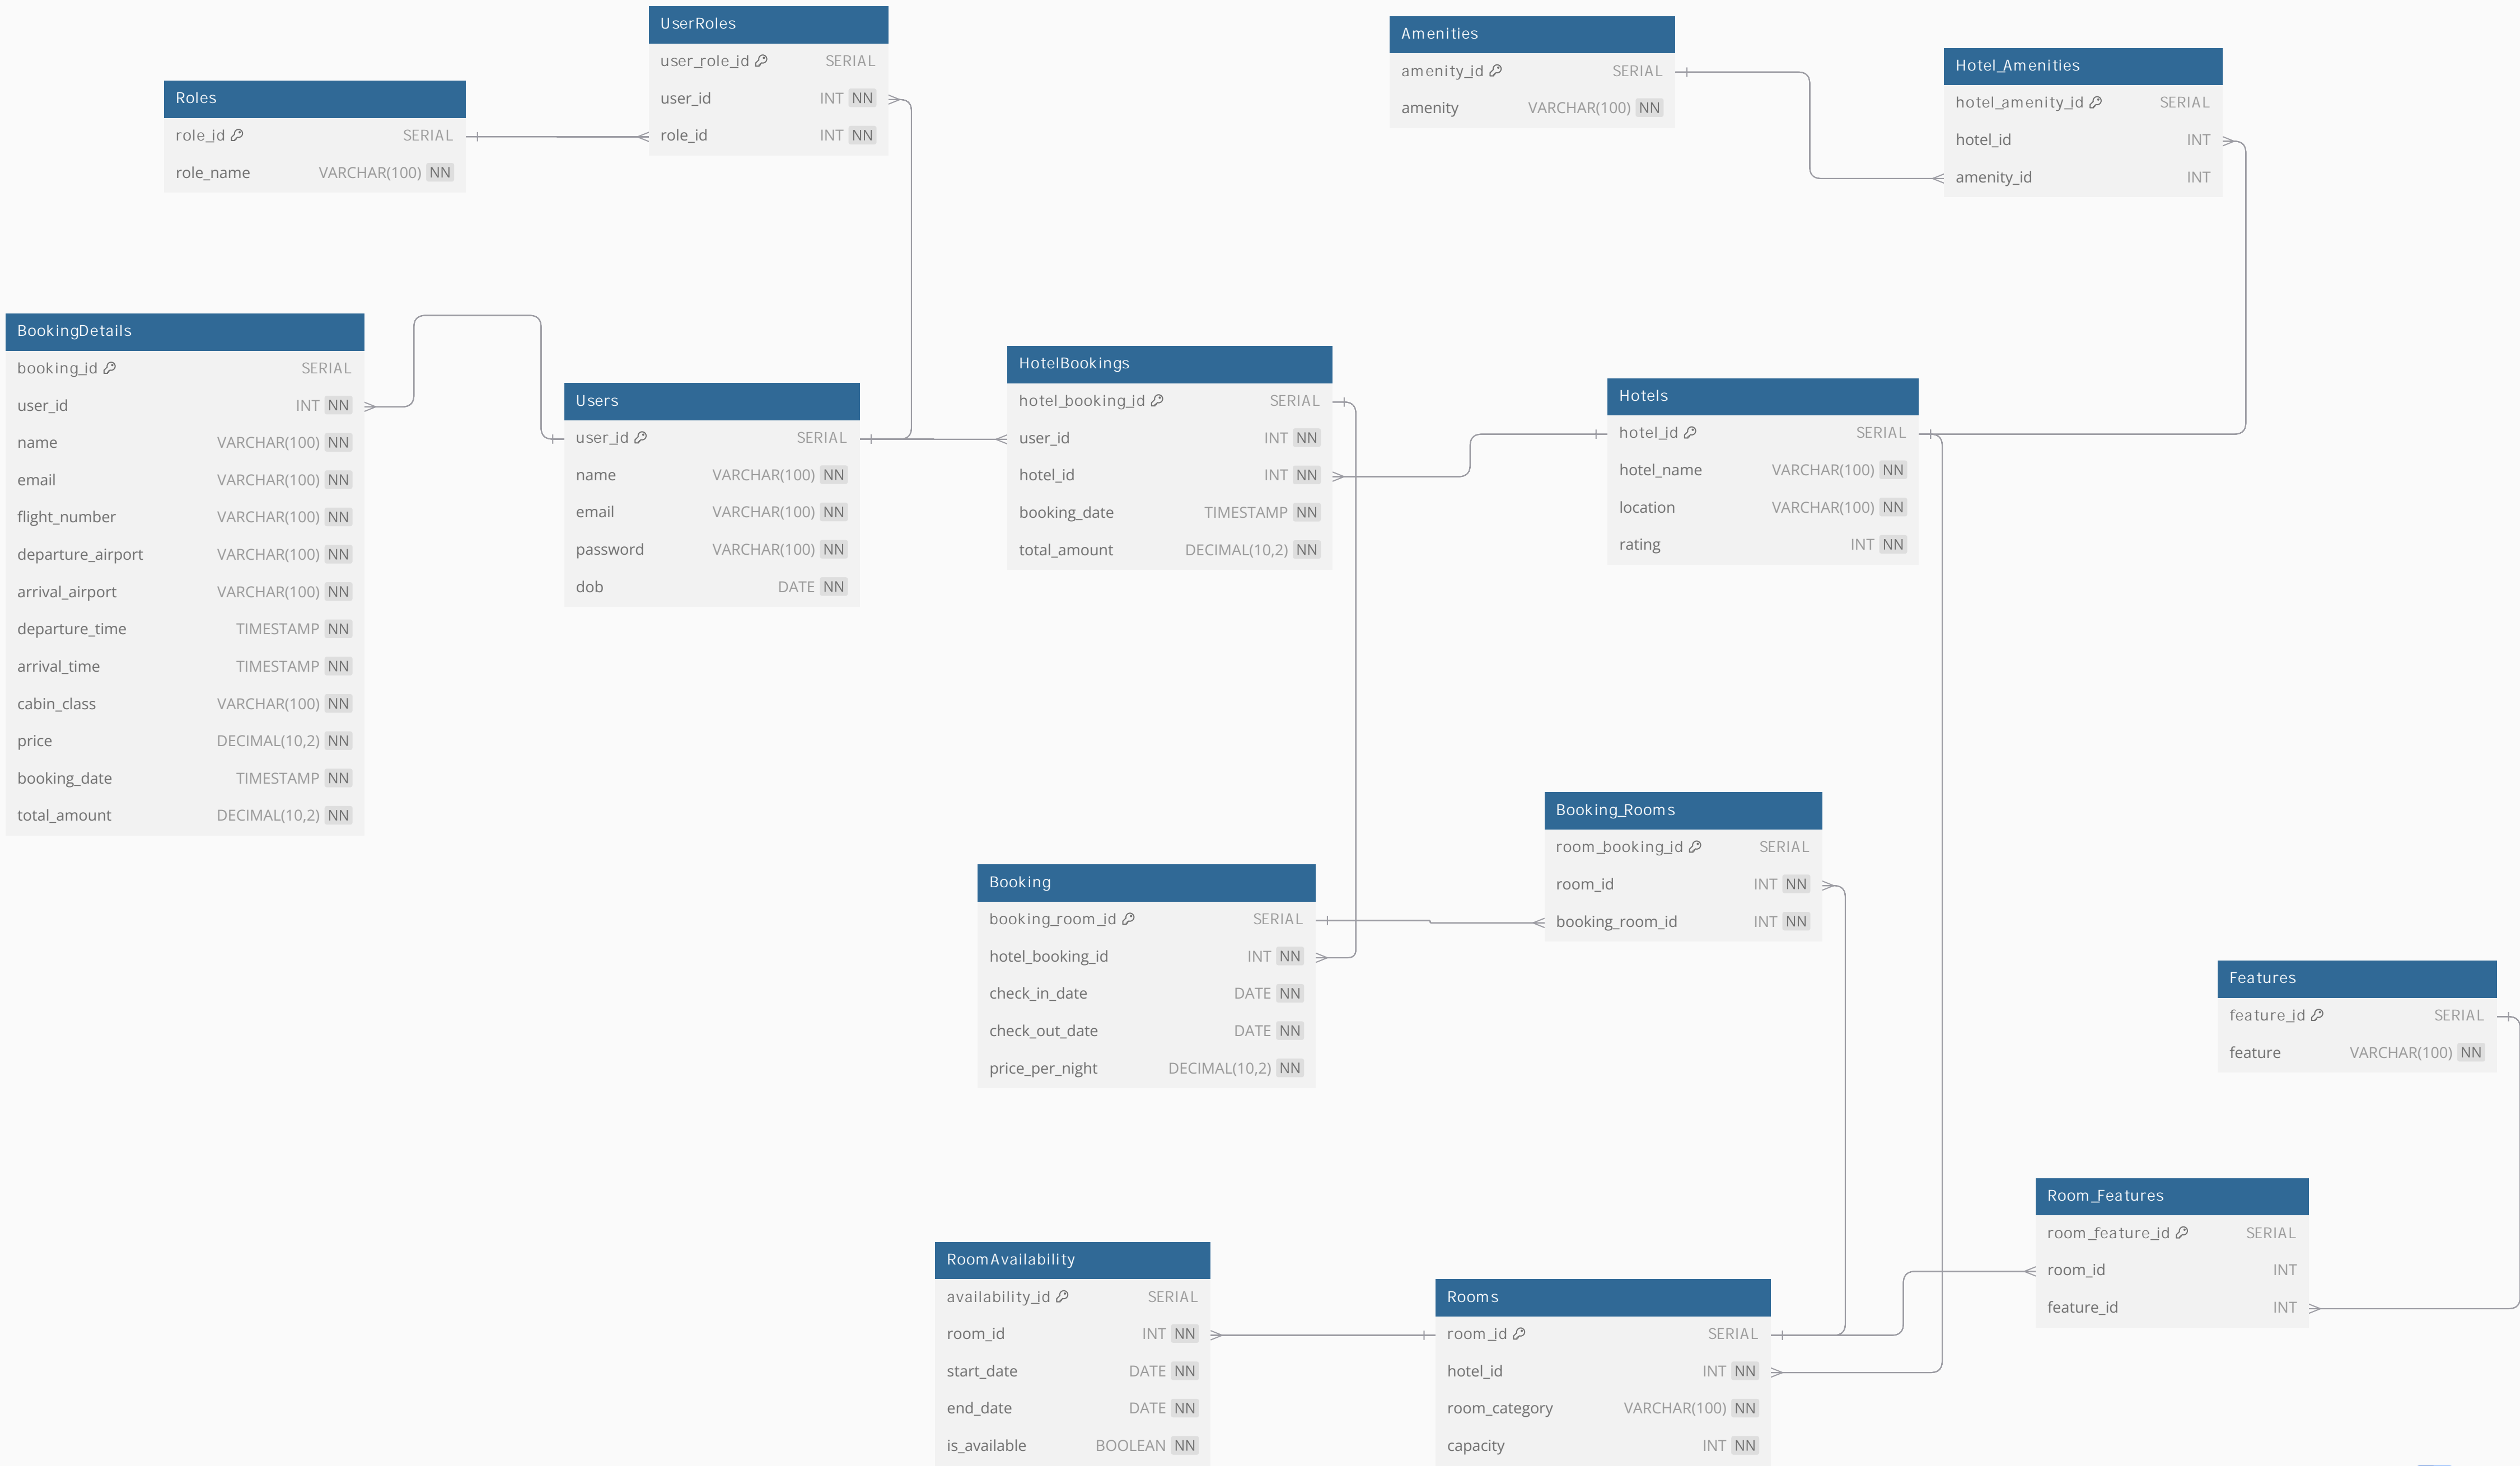 UserRoles
user_role_id SERIAL
user_id INT NN
role_id INT NN
Amenities
amenity_id SERIAL
amenity VARCHAR(100) NN
Hotel_Amenities
hotel_amenity_id SERIAL
hotel_id INT
amenity_id INT
Roles
role_id SERIAL
role_name VARCHAR(100) NN
BookingDetails
booking_id SERIAL
user_id INT NN
name VARCHAR(100) NN
email VARCHAR(100) NN
flight_number VARCHAR(100) NN
departure_airport VARCHAR(100) NN
arrival_airport VARCHAR(100) NN
departure_time TIMESTAMP NN
arrival_time TIMESTAMP NN
cabin_class VARCHAR(100) NN
price DECIMAL(10,2) NN
booking_date TIMESTAMP NN
total_amount DECIMAL(10,2) NN
Users
user_id SERIAL
name VARCHAR(100) NN
email VARCHAR(100) NN
password VARCHAR(100) NN
dob DATE NN
HotelBookings
hotel_booking_id SERIAL
user_id INT NN
hotel_id INT NN
booking_date TIMESTAMP NN
total_amount DECIMAL(10,2) NN
Hotels
hotel_id SERIAL
hotel_name VARCHAR(100) NN
location VARCHAR(100) NN
rating INT NN
Booking_Rooms
room_booking_id SERIAL
room_id INT NN
booking_room_id INT NN
Booking
booking_room_id SERIAL
hotel_booking_id INT NN
check_in_date DATE NN
check_out_date DATE NN
price_per_night DECIMAL(10,2) NN
Features
feature_id SERIAL
feature VARCHAR(100) NN
Room_Features
room_feature_id SERIAL
room_id INT
feature_id INT
RoomAvailability
availability_id SERIAL
room_id INT NN
start_date DATE NN
end_date DATE NN
is_available BOOLEAN NN
Rooms
room_id SERIAL
hotel_id INT NN
room_category VARCHAR(100) NN
capacity INT NN